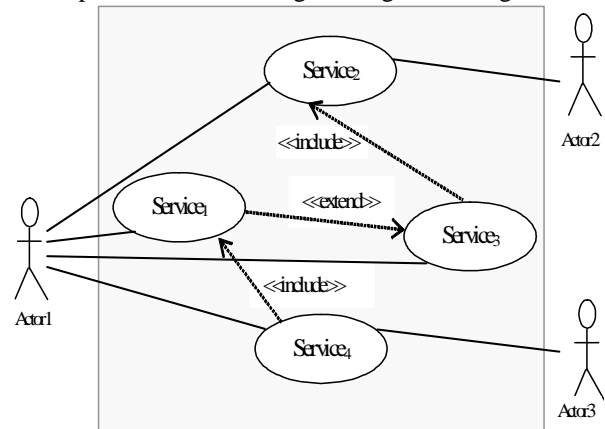 Service2
Actor2
<<include>>
Service1
<<extend>>
Service3
<<include>>
Actor1
Service4
Actor3